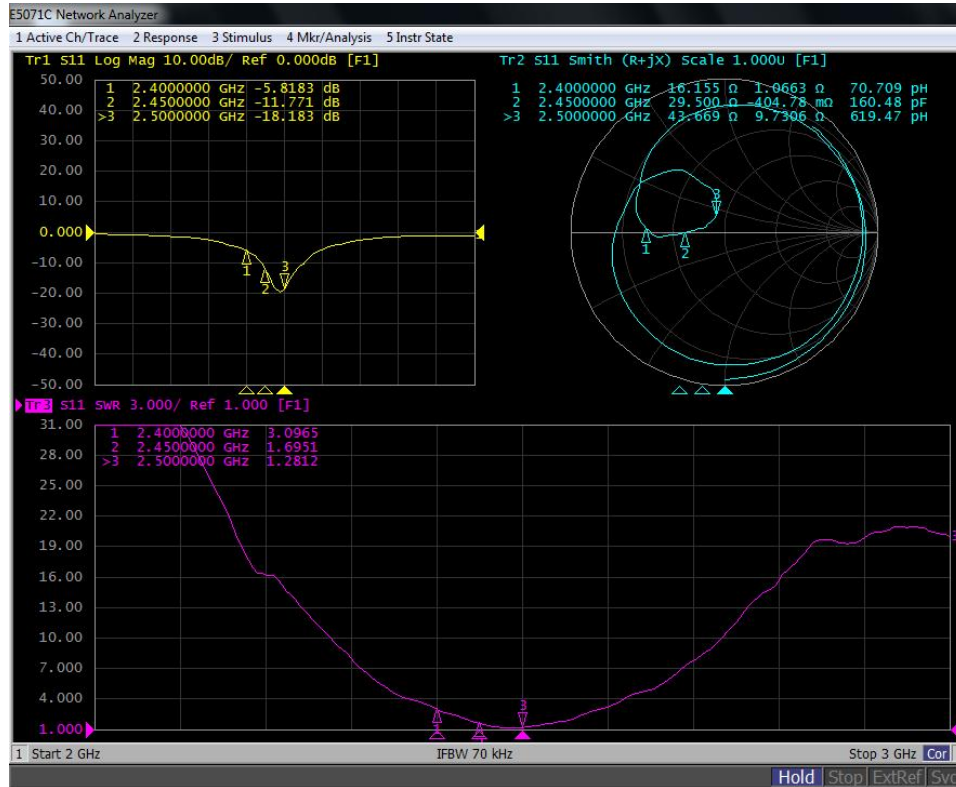 E5071C Network Analyzer
1 Active Ch/Trace 2 Response 3 Stimulus 4 Mkr/Analysis 5 Instr State
Tr1 S11 Log Mag 10.00dB/ Ref 0.000dB [F1]
50.00
40.00
30.00
20.00
10.00
0.000
-10.00
-20.00
-30.00
-40.00
-50.00
1 2.4000000 GHz -5.8183 dB
2 2.4500000 GHz -11.771 dB
>3 2.5000000 GHz -18.183 dB
1
2
3
Tr2 S11 Smith (R+jX) Scale 1.000U [F1]
1 2.4000000 GHz 16.155 Ω 1.0663 Ω 70.709 pH
2 2.4500000 GHz 29.500 Ω -404.78 mΩ 160.48 pF
>3 2.5000000 GHz 43.669 Ω 9.7306 Ω 619.47 pH
3
1
2
Tr3 S11 SWR 3.000/ Ref 1.000 [F1]
31.00
28.00
25.00
22.00
19.00
16.00
13.00
10.00
7.000
4.000
1.000
1 2.4000000 GHz 3.0965
2 2.4500000 GHz 1.6951
>3 2.5000000 GHz 1.2812
3
1 Start 2 GHz IFBW 70 kHz Stop 3 GHz Cor
Hold Stop ExtRef